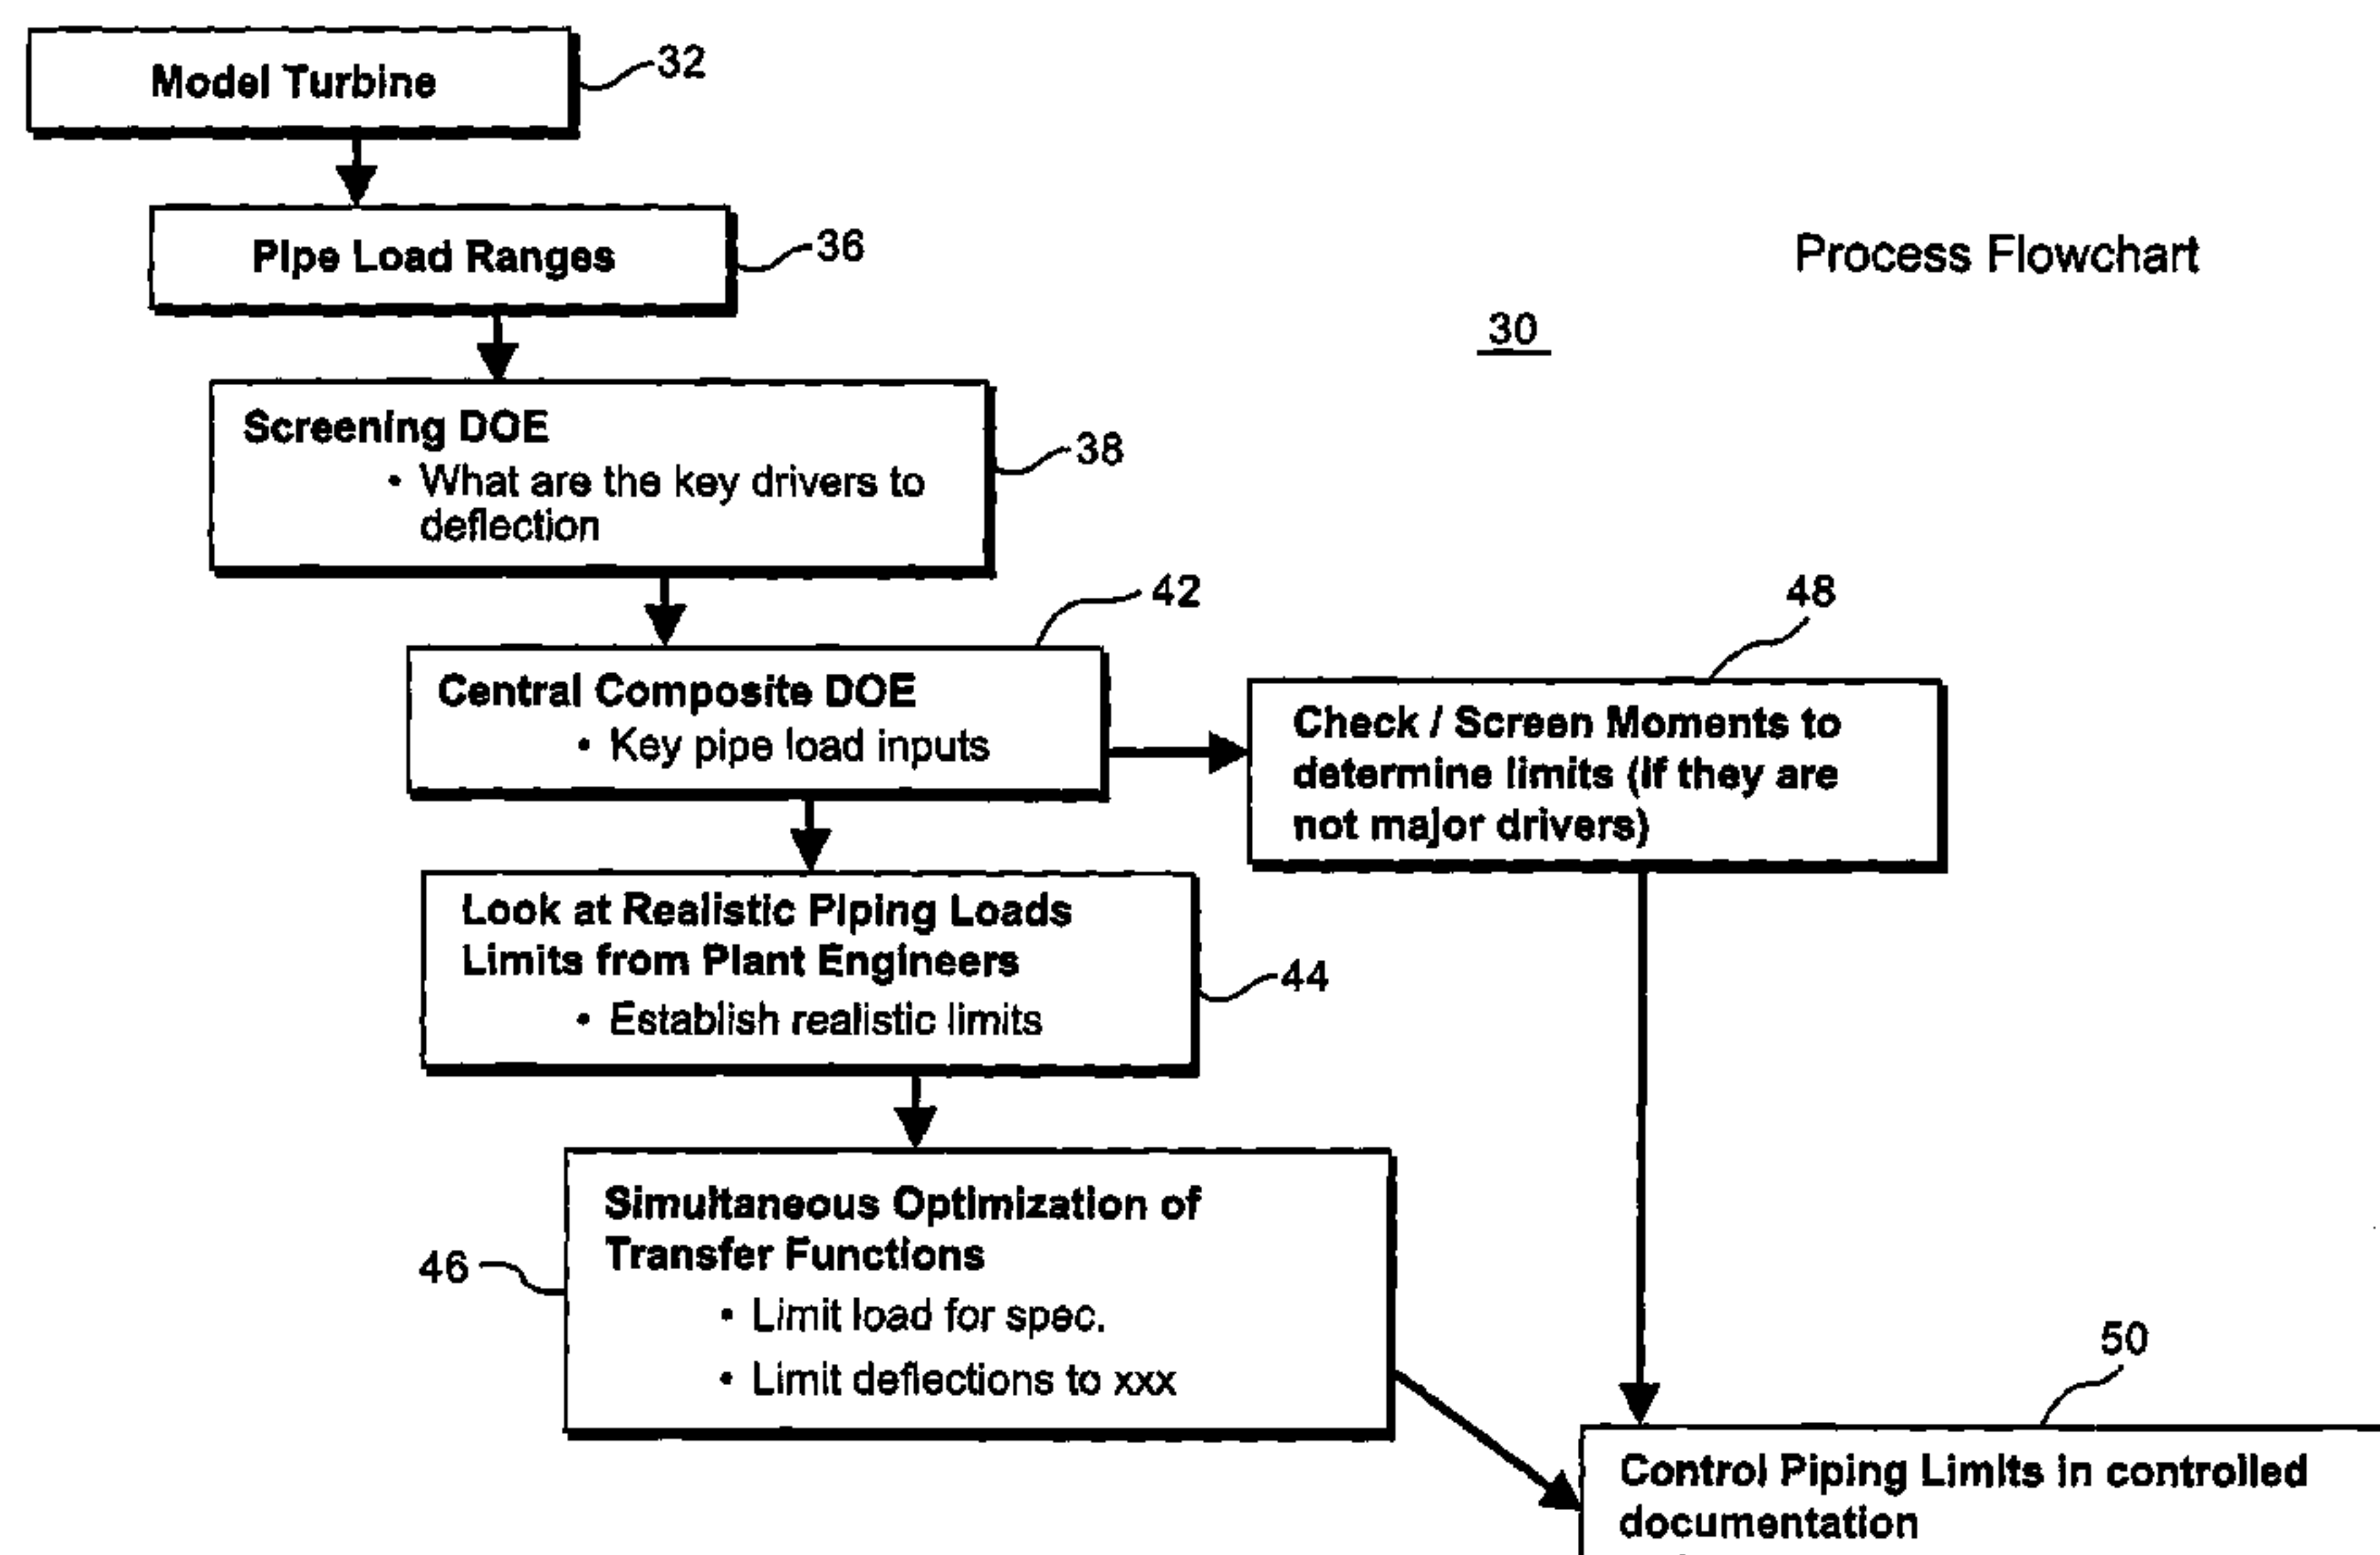 Model Turbine
32
Pipe Load Ranges
36
Process Flowchart
30
Screening DOE
• What are the key drivers to
deflection
38
42
Central Composite DOE
• Key pipe load inputs
48
Check / Screen Moments to
determine limits (if they are
not major drivers)
Look at Realistic Piping Loads
Limits from Plant Engineers
• Establish realistic limits
44
Simultaneous Optimization of
Transfer Functions
• Limit load for spec.
• Limit deflections to xxx
46
50
Control Piping Limits in controlled
documentation